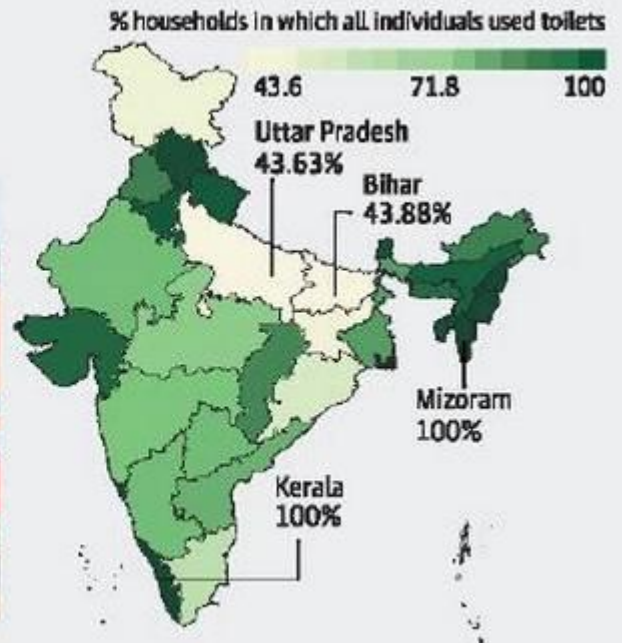 % households in which all individuals used toilets
43.6 71.8 100
Uttar Pradesh
43.63%
Bihar
43.88%
Mizoram
100%
Kerala
100%